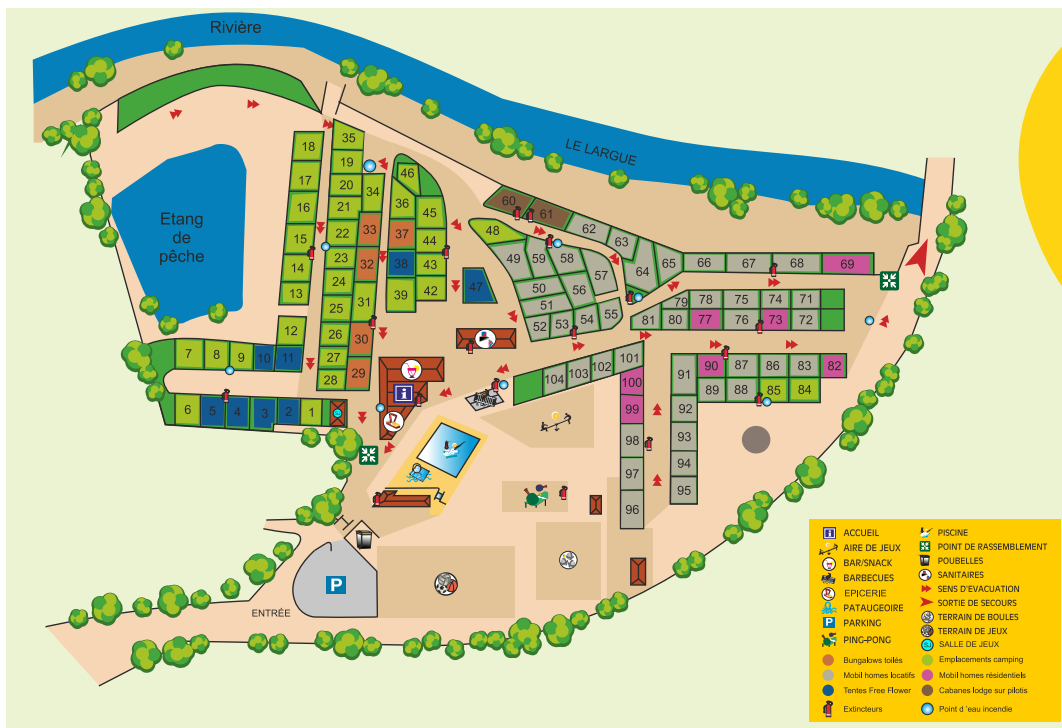 Rivière
LE LARGUE
Etang
de
pêche
18
17
16
15
14
13
35
19
20
34
21
22
33
23
32
24
31
25
26
30
27
29
28
46
36
45
37
44
38
43
39
42
47
48
49
59
58
57
50
56
51
52
53
54
55
60
61
62
63
64
65
66
67
68
69
79
78
75
74
71
81
80
77
76
73
72
12
7
8
9
10
11
6
5
4
3
2
1
SJ
i
104
103
102
101
100
99
98
97
96
91
90
87
86
83
82
89
88
85
84
92
93
94
95
P
ENTRÉE
i ACCUEIL
AIRE DE JEUX
BAR/SNACK
BARBECUES
EPICERIE
PATAUGEOIRE
P PARKING
PING-PONG
PISCINE
POINT DE RASSEMBLEMENT
POUBELLES
SANITAIRES
SENS D'EVACUATION
SORTIE DE SECOURS
TERRAIN DE BOULES
TERRAIN DE JEUX
SJ SALLE DE JEUX
Bungalows toilés
Emplacements camping
Mobil homes locatifs
Mobil homes résidentiels
Tentes Free Flower
Cabanes lodge sur pilotis
Extincteurs
Point d 'eau incendie